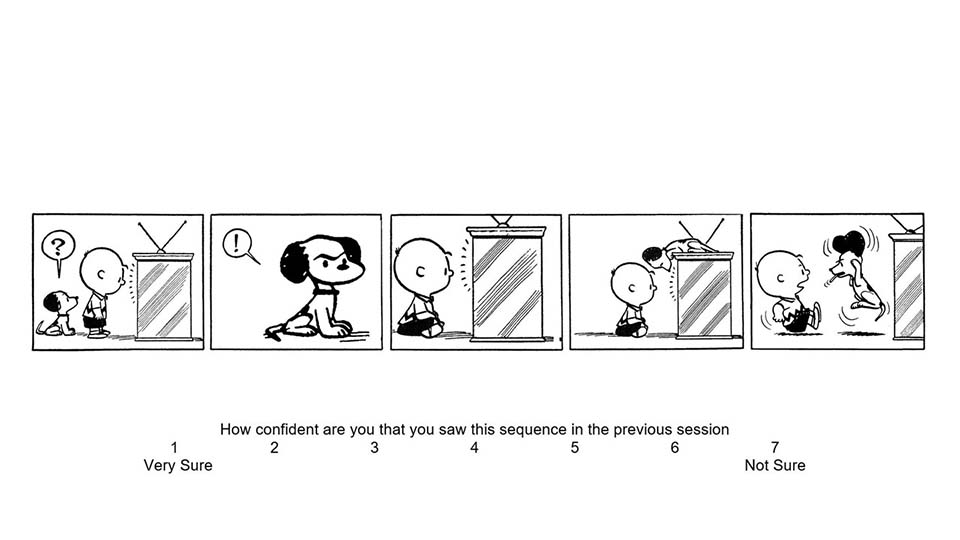 ?
!
How confident are you that you saw this sequence in the previous session
1 2 3 4 5 6 7
Very Sure Not Sure